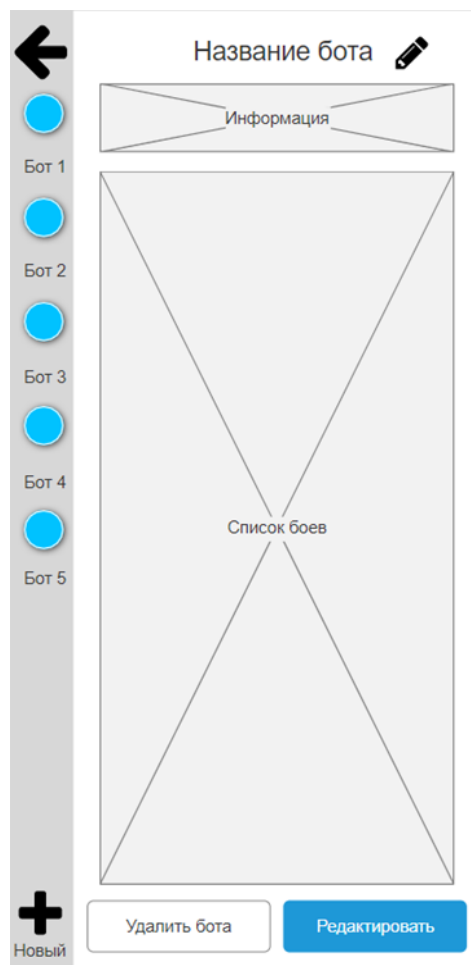 Название бота
Информация
Бот 1
Бот 2
Бот 3
Бот 4
Список боев
Бот 5
Удалить бота
Редактировать
Новый